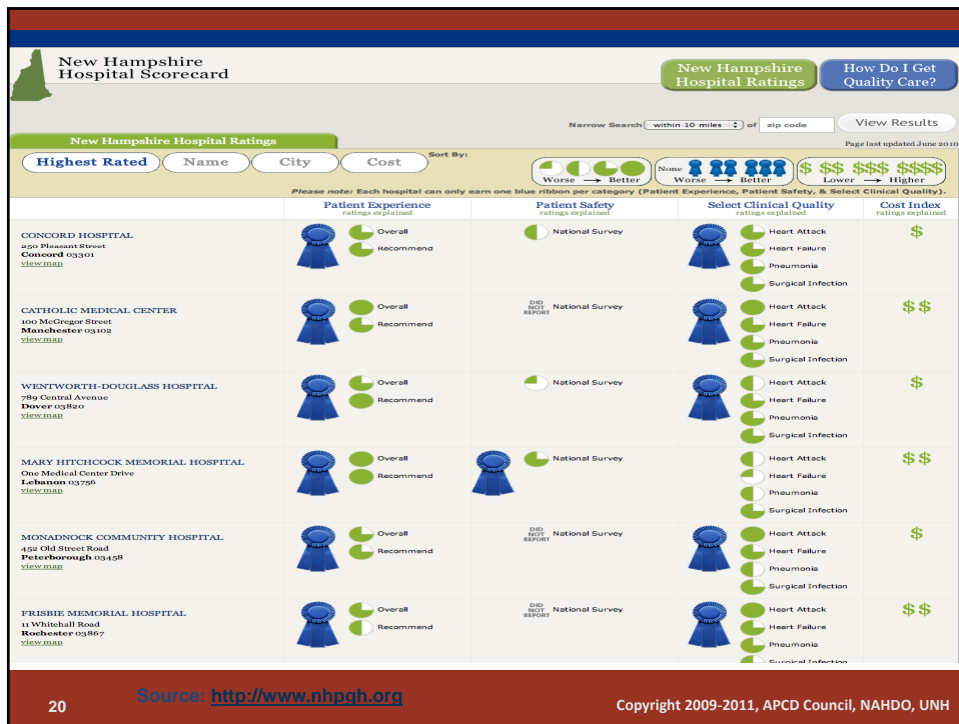 New Hampshire
Hospital Scorecard
New Hampshire
Hospital Ratings
How Do I Get
Quality Care?
Narrow Search within 10 miles of zip code View Results
New Hampshire Hospital Ratings
Page last updated June 2010
Highest Rated Name City Cost Sort By:
Worse → Better
None
Worse → Better
$ $$ $$$ $$$$
Lower → Higher
Please note: Each hospital can only earn one blue ribbon per category (Patient Experience, Patient Safety, & Select Clinical Quality).
Patient Experience
ratings explained
Patient Safety
ratings explained
Select Clinical Quality
ratings explained
Cost Index
ratings explained
CONCORD HOSPITAL
250 Pleasant Street
Concord 03301
view map
Overall
Recommend
National Survey
Heart Attack
Heart Failure
Pneumonia
Surgical Infection
$
CATHOLIC MEDICAL CENTER
100 McGregor Street
Manchester 03102
view map
Overall
Recommend
DID NOT REPORT National Survey
Heart Attack
Heart Failure
Pneumonia
Surgical Infection
$$
WENTWORTH-DOUGLASS HOSPITAL
789 Central Avenue
Dover 03820
view map
Overall
Recommend
National Survey
Heart Attack
Heart Failure
Pneumonia
Surgical Infection
$
MARY HITCHCOCK MEMORIAL HOSPITAL
One Medical Center Drive
Lebanon 03756
view map
Overall
Recommend
National Survey
Heart Attack
Heart Failure
Pneumonia
Surgical Infection
$$
MONADNOCK COMMUNITY HOSPITAL
452 Old Street Road
Peterborough 03458
view map
Overall
Recommend
DID NOT REPORT National Survey
Heart Attack
Heart Failure
Pneumonia
Surgical Infection
$
FRISBIE MEMORIAL HOSPITAL
11 Whitehall Road
Rochester 03867
view map
Overall
Recommend
DID NOT REPORT National Survey
Heart Attack
Heart Failure
Pneumonia
Surgical Infection
$$
20
Source: http://www.nhpgh.org
Copyright 2009-2011, APCD Council, NAHDO, UNH